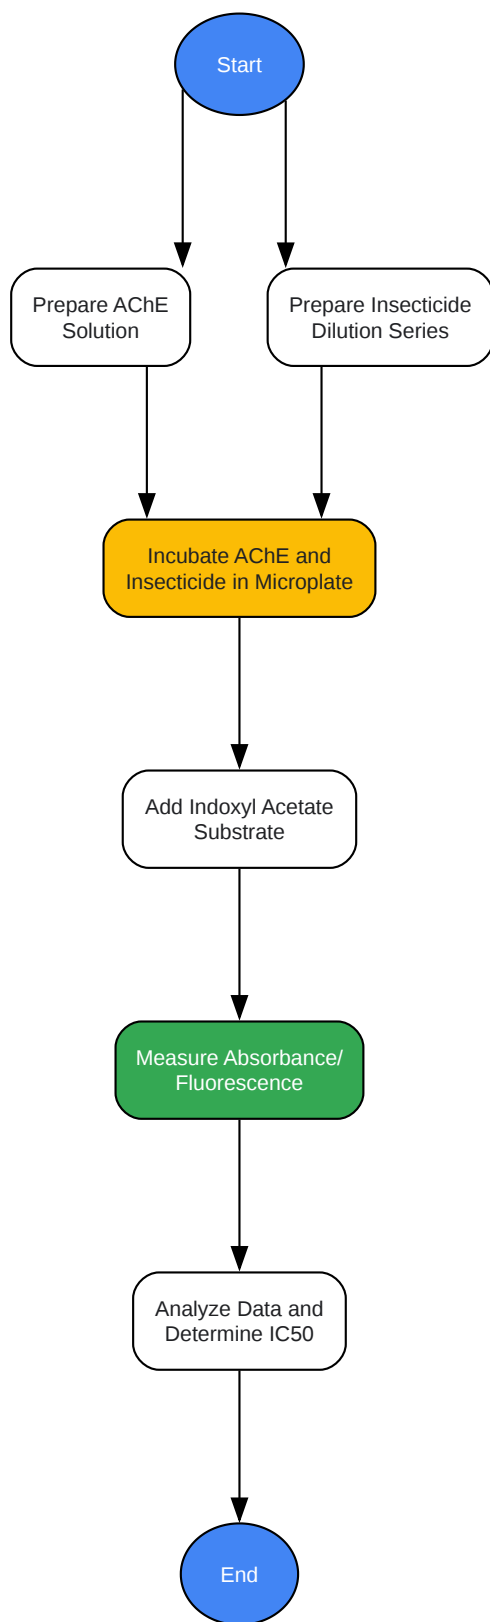 Start
Prepare AChE
Solution
Prepare Insecticide
Dilution Series
Incubate AChE and
Insecticide in Microplate
Add Indoxyl Acetate
Substrate
Measure Absorbance/
Fluorescence
Analyze Data and
Determine IC50
End